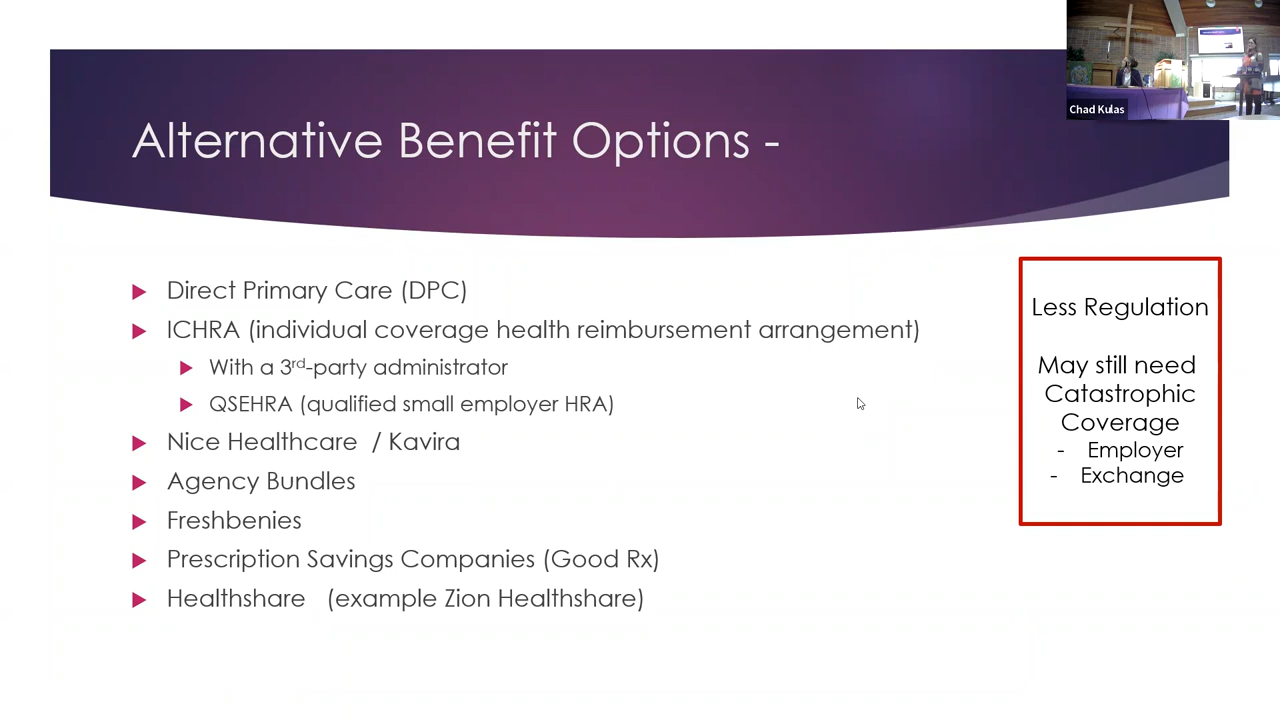 Alternative Benefit Options -
Chad Kulas
Direct Primary Care (DPC)
ICHRA (individual coverage health reimbursement arrangement)
With a 3rd-party administrator
QSEHRA (qualified small employer HRA)
Nice Healthcare / Kavira
Agency Bundles
Freshbenies
Prescription Savings Companies (Good Rx)
Healthshare (example Zion Healthshare)
Less Regulation
May still need
Catastrophic
Coverage
- Employer
- Exchange